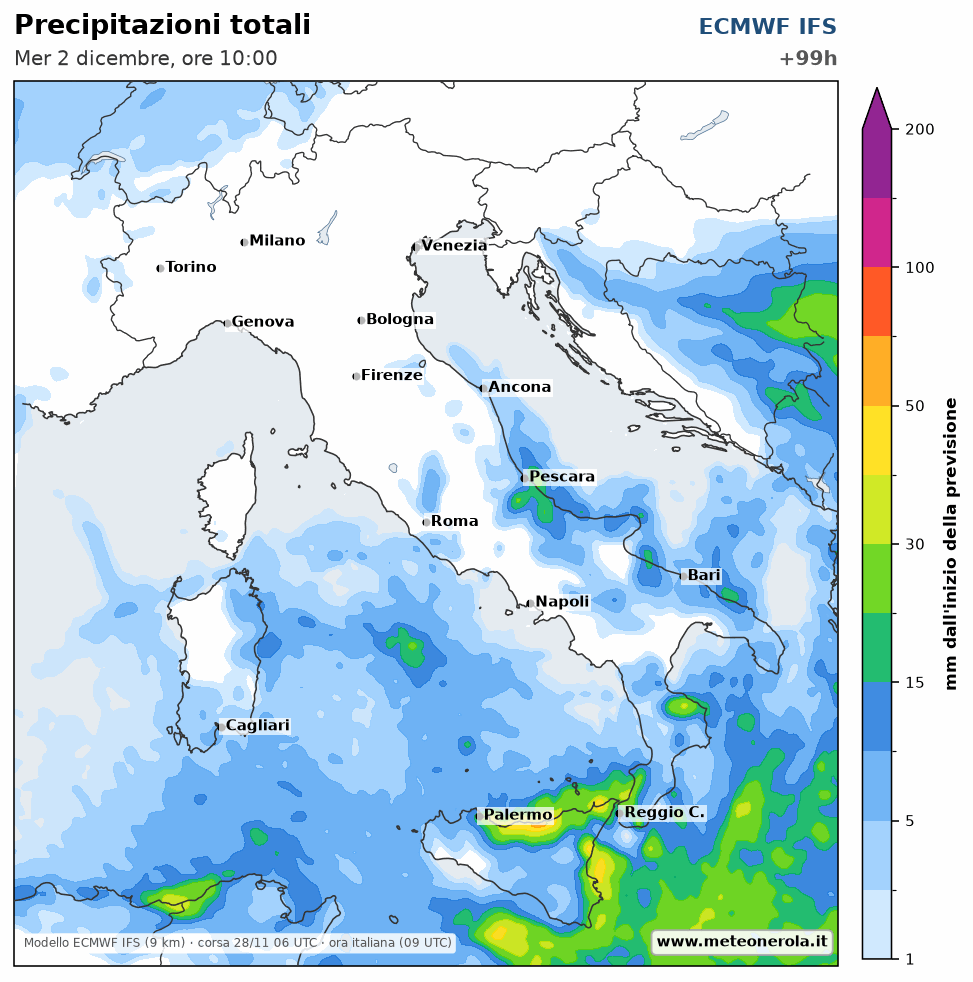 Precipitazioni totali
ECMWF IFS
Mer 2 dicembre, ore 10:00
+99h
Milano
Venezia
Torino
Genova
Bologna
Firenze
Ancona
Pescara
Roma
Bari
Napoli
Cagliari
Palermo
Reggio C.
200
100
50
30
15
5
1
mm dall'inizio della previsione
Modello ECMWF IFS (9 km) · corsa 28/11 06 UTC · ora italiana (09 UTC)
www.meteonerola.it